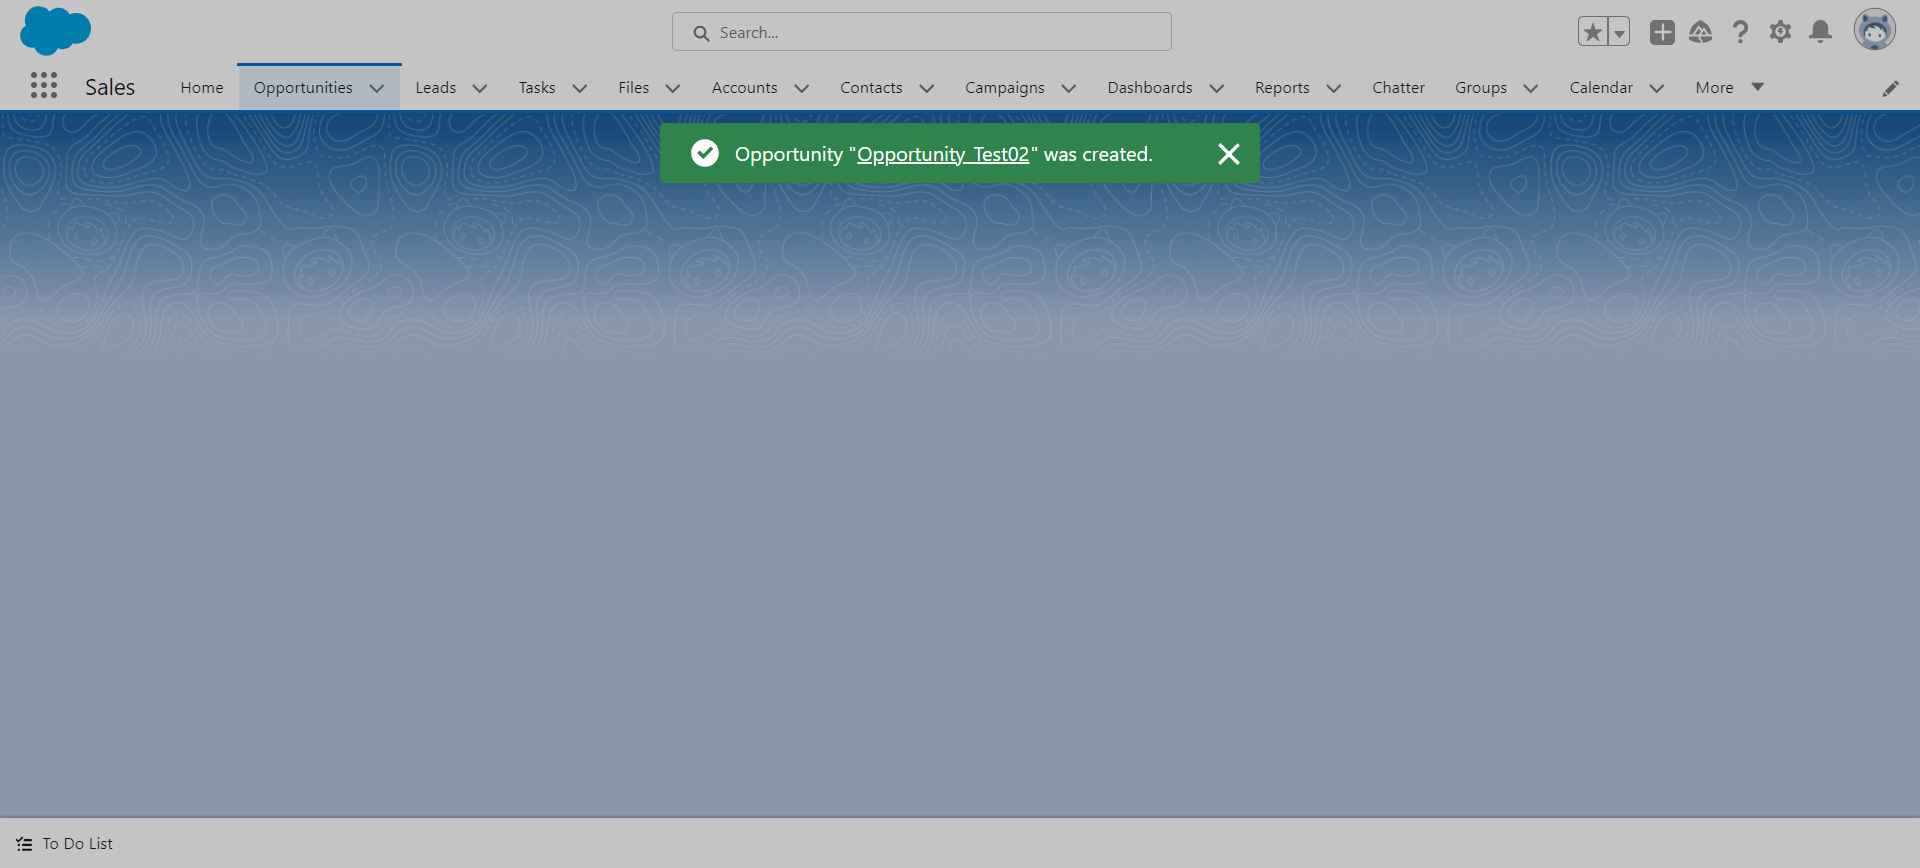 Search...
Sales
Home
Opportunities
Leads
Tasks
Files
Accounts
Contacts
Campaigns
Dashboards
Reports
Chatter
Groups
Calendar
More
Opportunity "Opportunity_Test02" was created.
To Do List